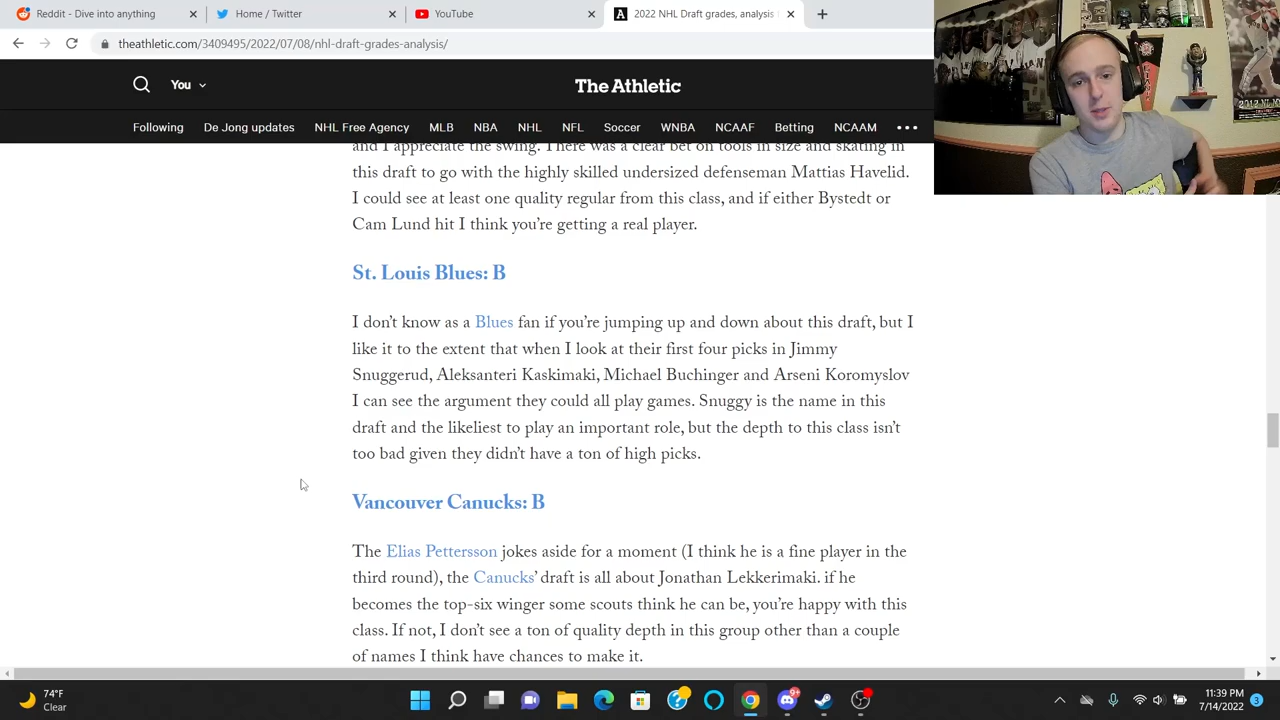 Reddit - Dive into anything
Home / Twitter
YouTube
A
2022 NHL Draft grades, analysis
theathletic.com/3409495/2022/07/08/nhl-draft-grades-analysis/
You
The Athletic
Following
De Jong updates
NHL Free Agency
MLB
NBA
NHL
NFL
Soccer
WNBA
NCAAF
Betting
NCAAM
and I appreciate the swing. There was a clear bet on tools in size and skating in
this draft to go with the highly skilled undersized defenseman Mattias Havelid.
I could see at least one quality regular from this class, and if either Bystedt or
Cam Lund hit I think you're getting a real player.
St. Louis Blues: B
I don't know as a Blues fan if you're jumping up and down about this draft, but I
like it to the extent that when I look at their first four picks in Jimmy
Snuggerud, Aleksanteri Kaskimaki, Michael Buchinger and Arseni Koromyslov
I can see the argument they could all play games. Snuggy is the name in this
draft and the likeliest to play an important role, but the depth to this class isn't
too bad given they didn't have a ton of high picks.
Vancouver Canucks: B
The Elias Pettersson jokes aside for a moment (I think he is a fine player in the
third round), the Canucks' draft is all about Jonathan Lekkerimaki. if he
becomes the top-six winger some scouts think he can be, you're happy with this
class. If not, I don't see a ton of quality depth in this group other than a couple
of names I think have chances to make it.
74°F
Clear
11:39 PM
7/14/2022
3
2012 NL